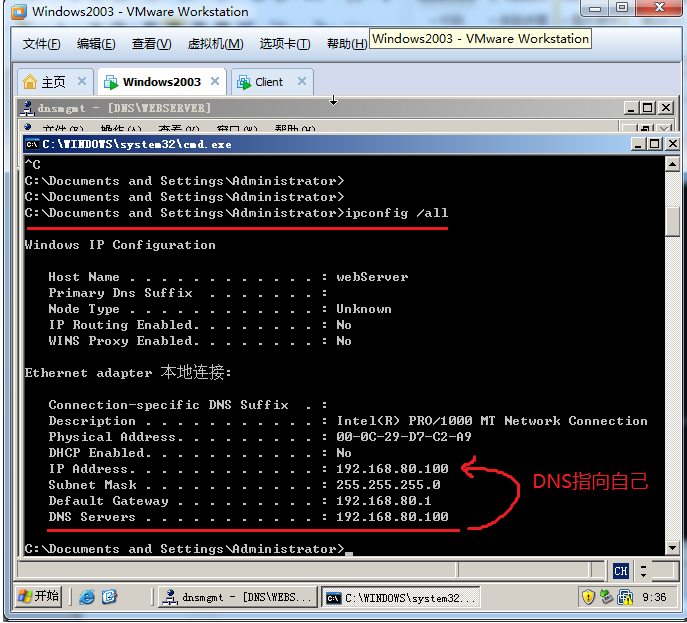 Windows2003 - VMware Workstation
文件(F) 编辑(E) 查看(V) 虚拟机(M) 选项卡(T) 帮助(H)
Windows2003 - VMware Workstation
主页 Windows2003 Client
dnsmgmt - [DNS\WEBSERVER]
文件(F) 操作(A) 查看(V) 窗口(W) 帮助(H)
C:\WINDOWS\system32\cmd.exe
^C
C:\Documents and Settings\Administrator>
C:\Documents and Settings\Administrator>
C:\Documents and Settings\Administrator>ipconfig /all
Windows IP Configuration
Host Name . . . . . . . . . . . . : webServer
Primary Dns Suffix  . . . . . . . :
Node Type . . . . . . . . . . . . : Unknown
IP Routing Enabled. . . . . . . . : No
WINS Proxy Enabled. . . . . . . . : No
Ethernet adapter 本地连接:
Connection-specific DNS Suffix  . :
Description . . . . . . . . . . . : Intel(R) PRO/1000 MT Network Connection
Physical Address. . . . . . . . . : 00-0C-29-D7-C2-A9
DHCP Enabled. . . . . . . . . . . : No
IP Address. . . . . . . . . . . . : 192.168.80.100
Subnet Mask . . . . . . . . . . . : 255.255.255.0
Default Gateway . . . . . . . . . : 192.168.80.1
DNS Servers . . . . . . . . . . . : 192.168.80.100
DNS指向自己
C:\Documents and Settings\Administrator>
CH
开始 dnsmgmt - [DNS\WEBS... C:\WINDOWS\system32... 9:36